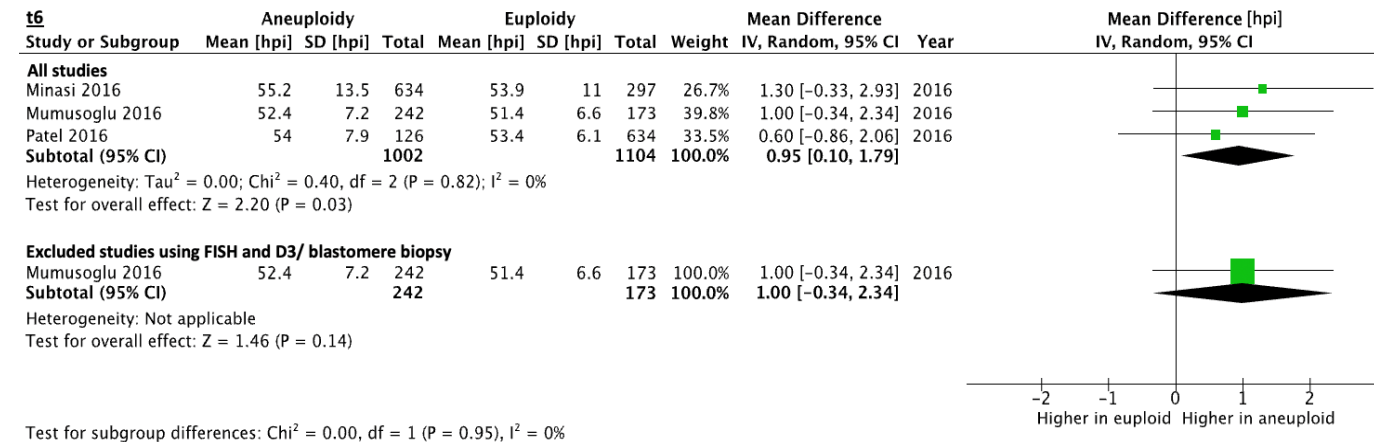 t6 Aneuploidy Euploidy Mean Difference Mean Difference [hpi]
Study or Subgroup Mean [hpi] SD [hpi] Total Mean [hpi] SD [hpi] Total Weight IV, Random, 95% CI Year IV, Random, 95% CI
All studies
Minasi 2016 55.2 13.5 634 53.9 11 297 26.7% 1.30 [−0.33, 2.93] 2016
Mumusoglu 2016 52.4 7.2 242 51.4 6.6 173 39.8% 1.00 [−0.34, 2.34] 2016
Patel 2016 54 7.9 126 53.4 6.1 634 33.5% 0.60 [−0.86, 2.06] 2016
Subtotal (95% CI) 1002 1104 100.0% 0.95 [0.10, 1.79]
Heterogeneity: Tau² = 0.00; Chi² = 0.40, df = 2 (P = 0.82); I² = 0%
Test for overall effect: Z = 2.20 (P = 0.03)
Excluded studies using FISH and D3/ blastomere biopsy
Mumusoglu 2016 52.4 7.2 242 51.4 6.6 173 100.0% 1.00 [−0.34, 2.34] 2016
Subtotal (95% CI) 242 173 100.0% 1.00 [−0.34, 2.34]
Heterogeneity: Not applicable
Test for overall effect: Z = 1.46 (P = 0.14)
−2 −1 0 1 2
Higher in euploid Higher in aneuploid
Test for subgroup differences: Chi² = 0.00, df = 1 (P = 0.95), I² = 0%